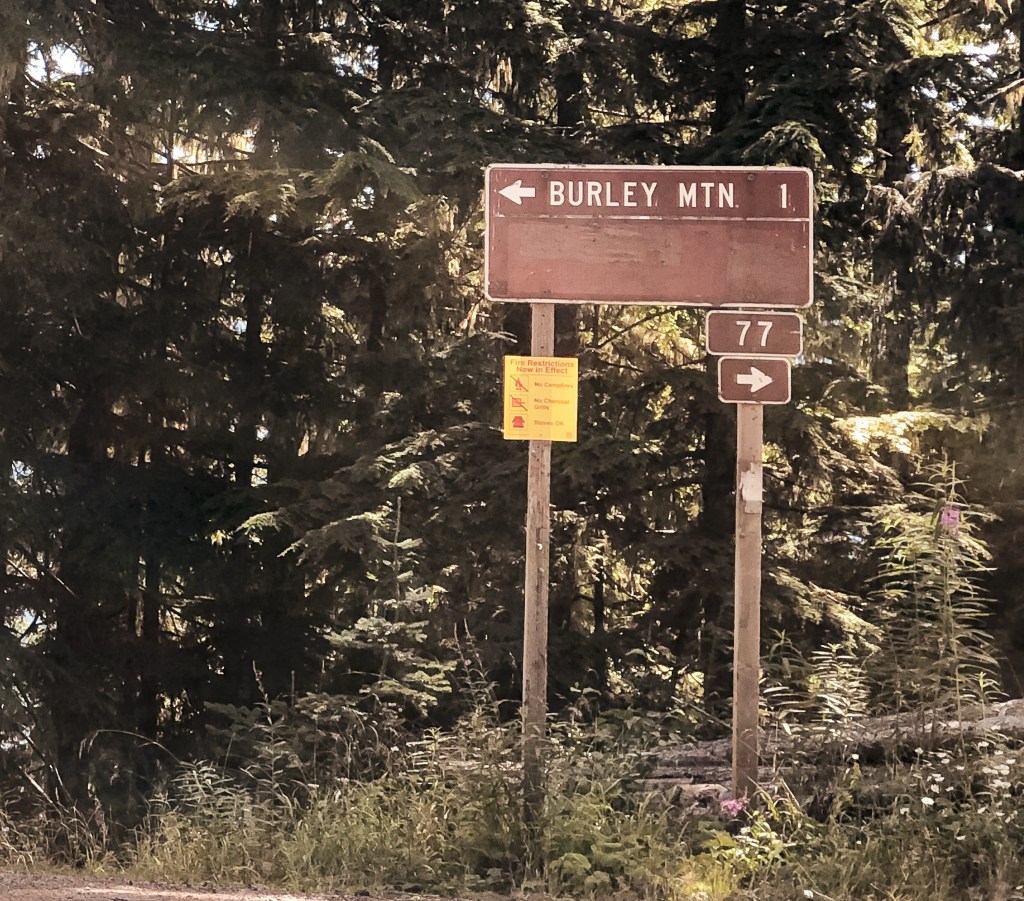 BURLEY MTN. 1
77
Fire Restrictions
Now in Effect
No Campfires
No Charcoal
Grills
Stoves OK